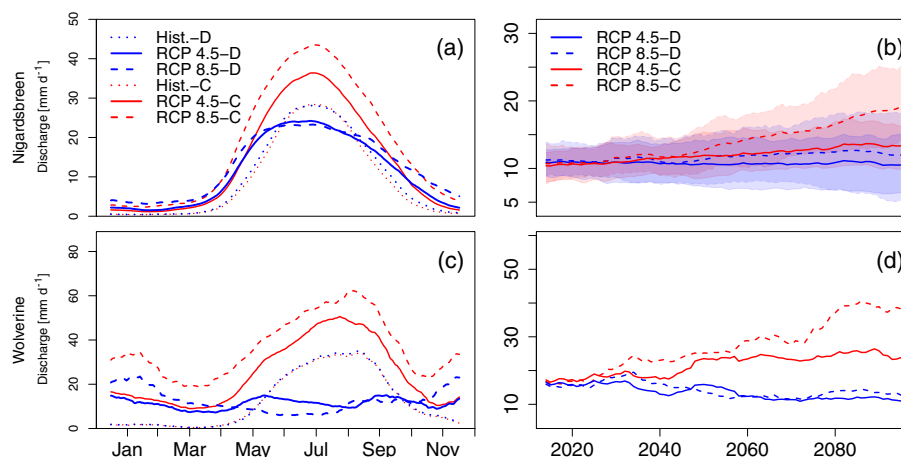 Nigardsbreen
Discharge [mm d⁻¹]
0 10 20 30 40 50
Hist.−D
RCP 4.5−D
RCP 8.5−D
Hist.−C
RCP 4.5−C
RCP 8.5−C
(a)
5 10 20 30
RCP 4.5−D
RCP 8.5−D
RCP 4.5−C
RCP 8.5−C
(b)
Wolverine
Discharge [mm d⁻¹]
0 20 40 60 80
(c)
Jan Mar May Jul Sep Nov
10 20 30 40 60
(d)
2020 2040 2060 2080